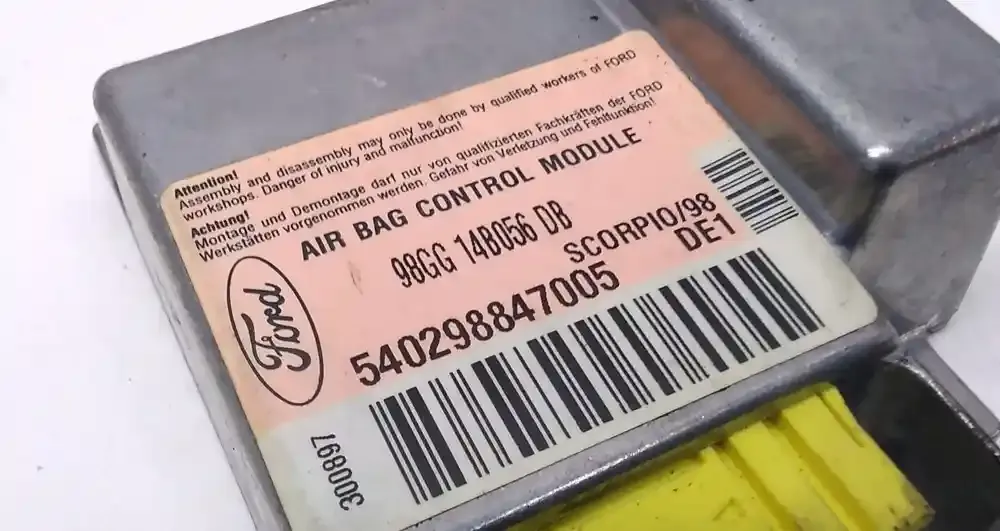 Attention!
Assembly and disassembly may only be done by qualified workers of FORD
workshops. Danger of injury and malfunction!
Achtung!
Montage und Demontage darf nur von qualifizierten Fachkräften der FORD
Werkstätten vorgenommen werden. Gefahr von Verletzung und Fehlfunktion!
AIR BAG CONTROL MODULE
98GG 14B056 DB
SCORPIO/98
DE1
Ford
540298847005
300897